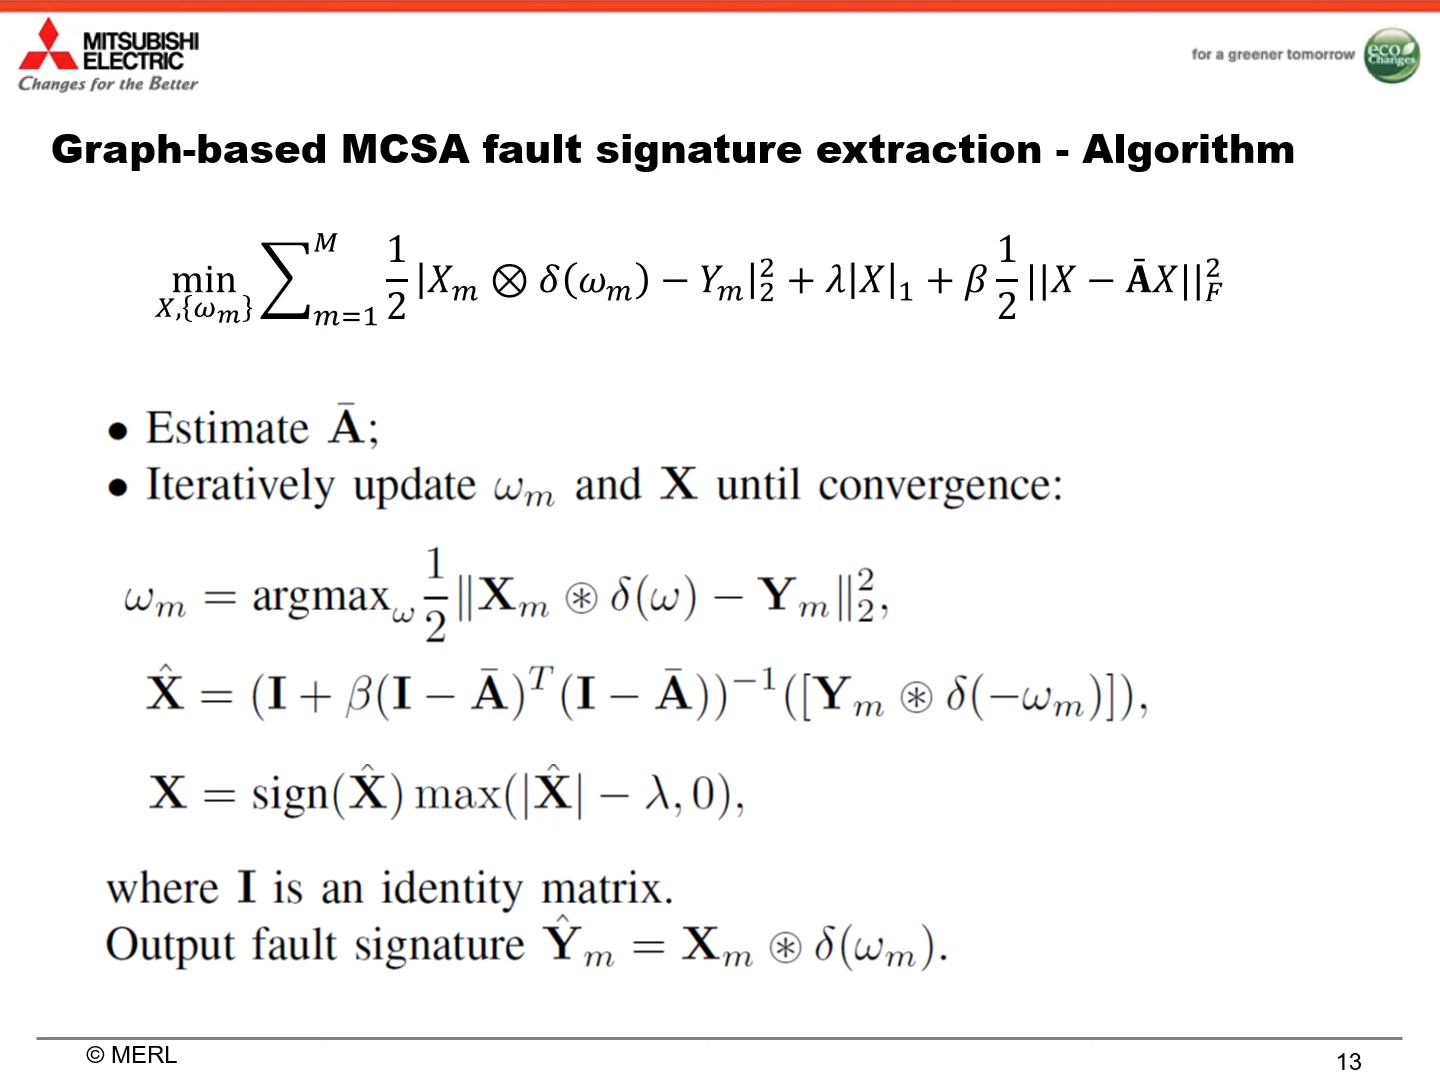 MITSUBISHI
ELECTRIC
Changes for the Better
for a greener tomorrow
eco
Changes
Graph-based MCSA fault signature extraction - Algorithm
min_{X,{ω_m}} ∑_{m=1}^{M} 1/2 |X_m ⊗ δ(ω_m) − Y_m|_2^2 + λ|X|_1 + β 1/2 ||X − ĀX||_F^2
• Estimate Ā;
• Iteratively update ω_m and X until convergence:
ω_m = argmax_ω 1/2 ‖X_m ⊛ δ(ω) − Y_m‖_2^2,
X̂ = (I + β(I − Ā)^T(I − Ā))^{−1}([Y_m ⊛ δ(−ω_m)]),
X = sign(X̂) max(|X̂| − λ, 0),
where I is an identity matrix.
Output fault signature Ŷ_m = X_m ⊛ δ(ω_m).
© MERL
13